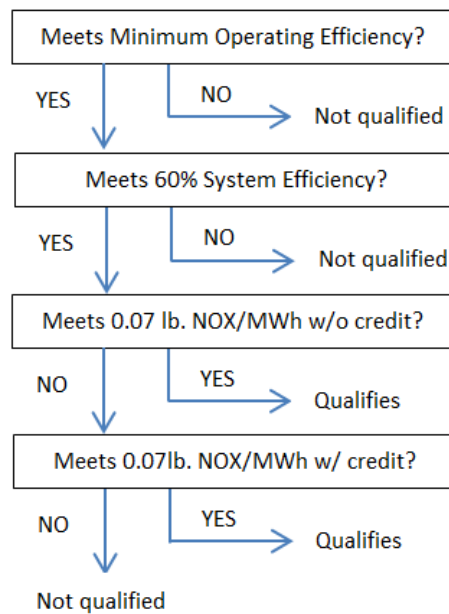 Meets Minimum Operating Efficiency?
YES
NO
Not qualified
Meets 60% System Efficiency?
YES
NO
Not qualified
Meets 0.07 lb. NOX/MWh w/o credit?
NO
YES
Qualifies
Meets 0.07lb. NOX/MWh w/ credit?
NO
YES
Qualifies
Not qualified